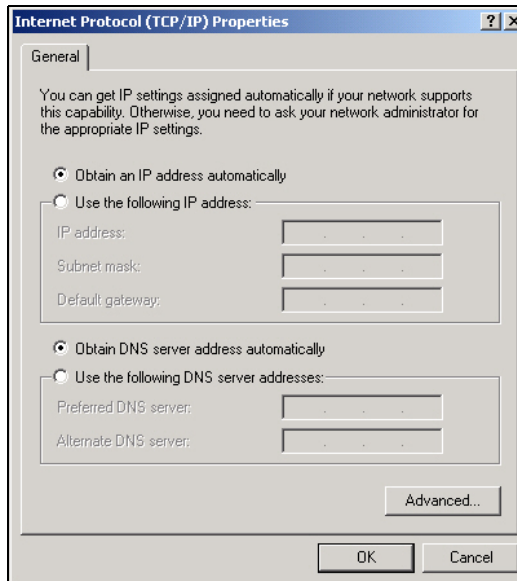 Internet Protocol (TCP/IP) Properties
General
You can get IP settings assigned automatically if your network supports
this capability. Otherwise, you need to ask your network administrator for
the appropriate IP settings.
Obtain an IP address automatically
Use the following IP address:
IP address:
Subnet mask:
Default gateway:
Obtain DNS server address automatically
Use the following DNS server addresses:
Preferred DNS server:
Alternate DNS server:
Advanced...
OK
Cancel